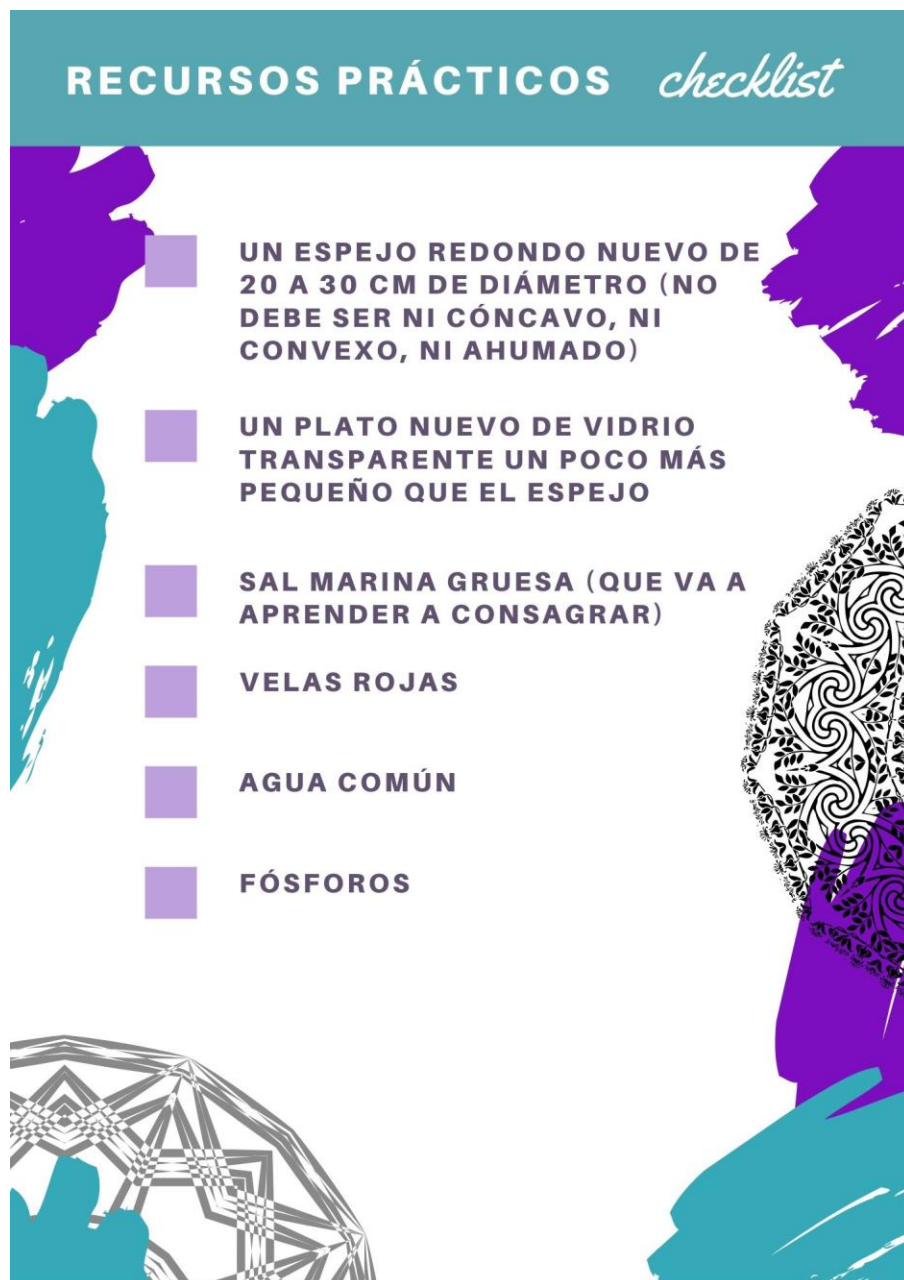 RECURSOS PRÁCTICOS checklist
UN ESPEJO REDONDO NUEVO DE
20 A 30 CM DE DIÁMETRO (NO
DEBE SER NI CÓNCAVO, NI
CONVEXO, NI AHUMADO)
UN PLATO NUEVO DE VIDRIO
TRANSPARENTE UN POCO MÁS
PEQUEÑO QUE EL ESPEJO
SAL MARINA GRUESA (QUE VA A
APRENDER A CONSAGRAR)
VELAS ROJAS
AGUA COMÚN
FÓSFOROS